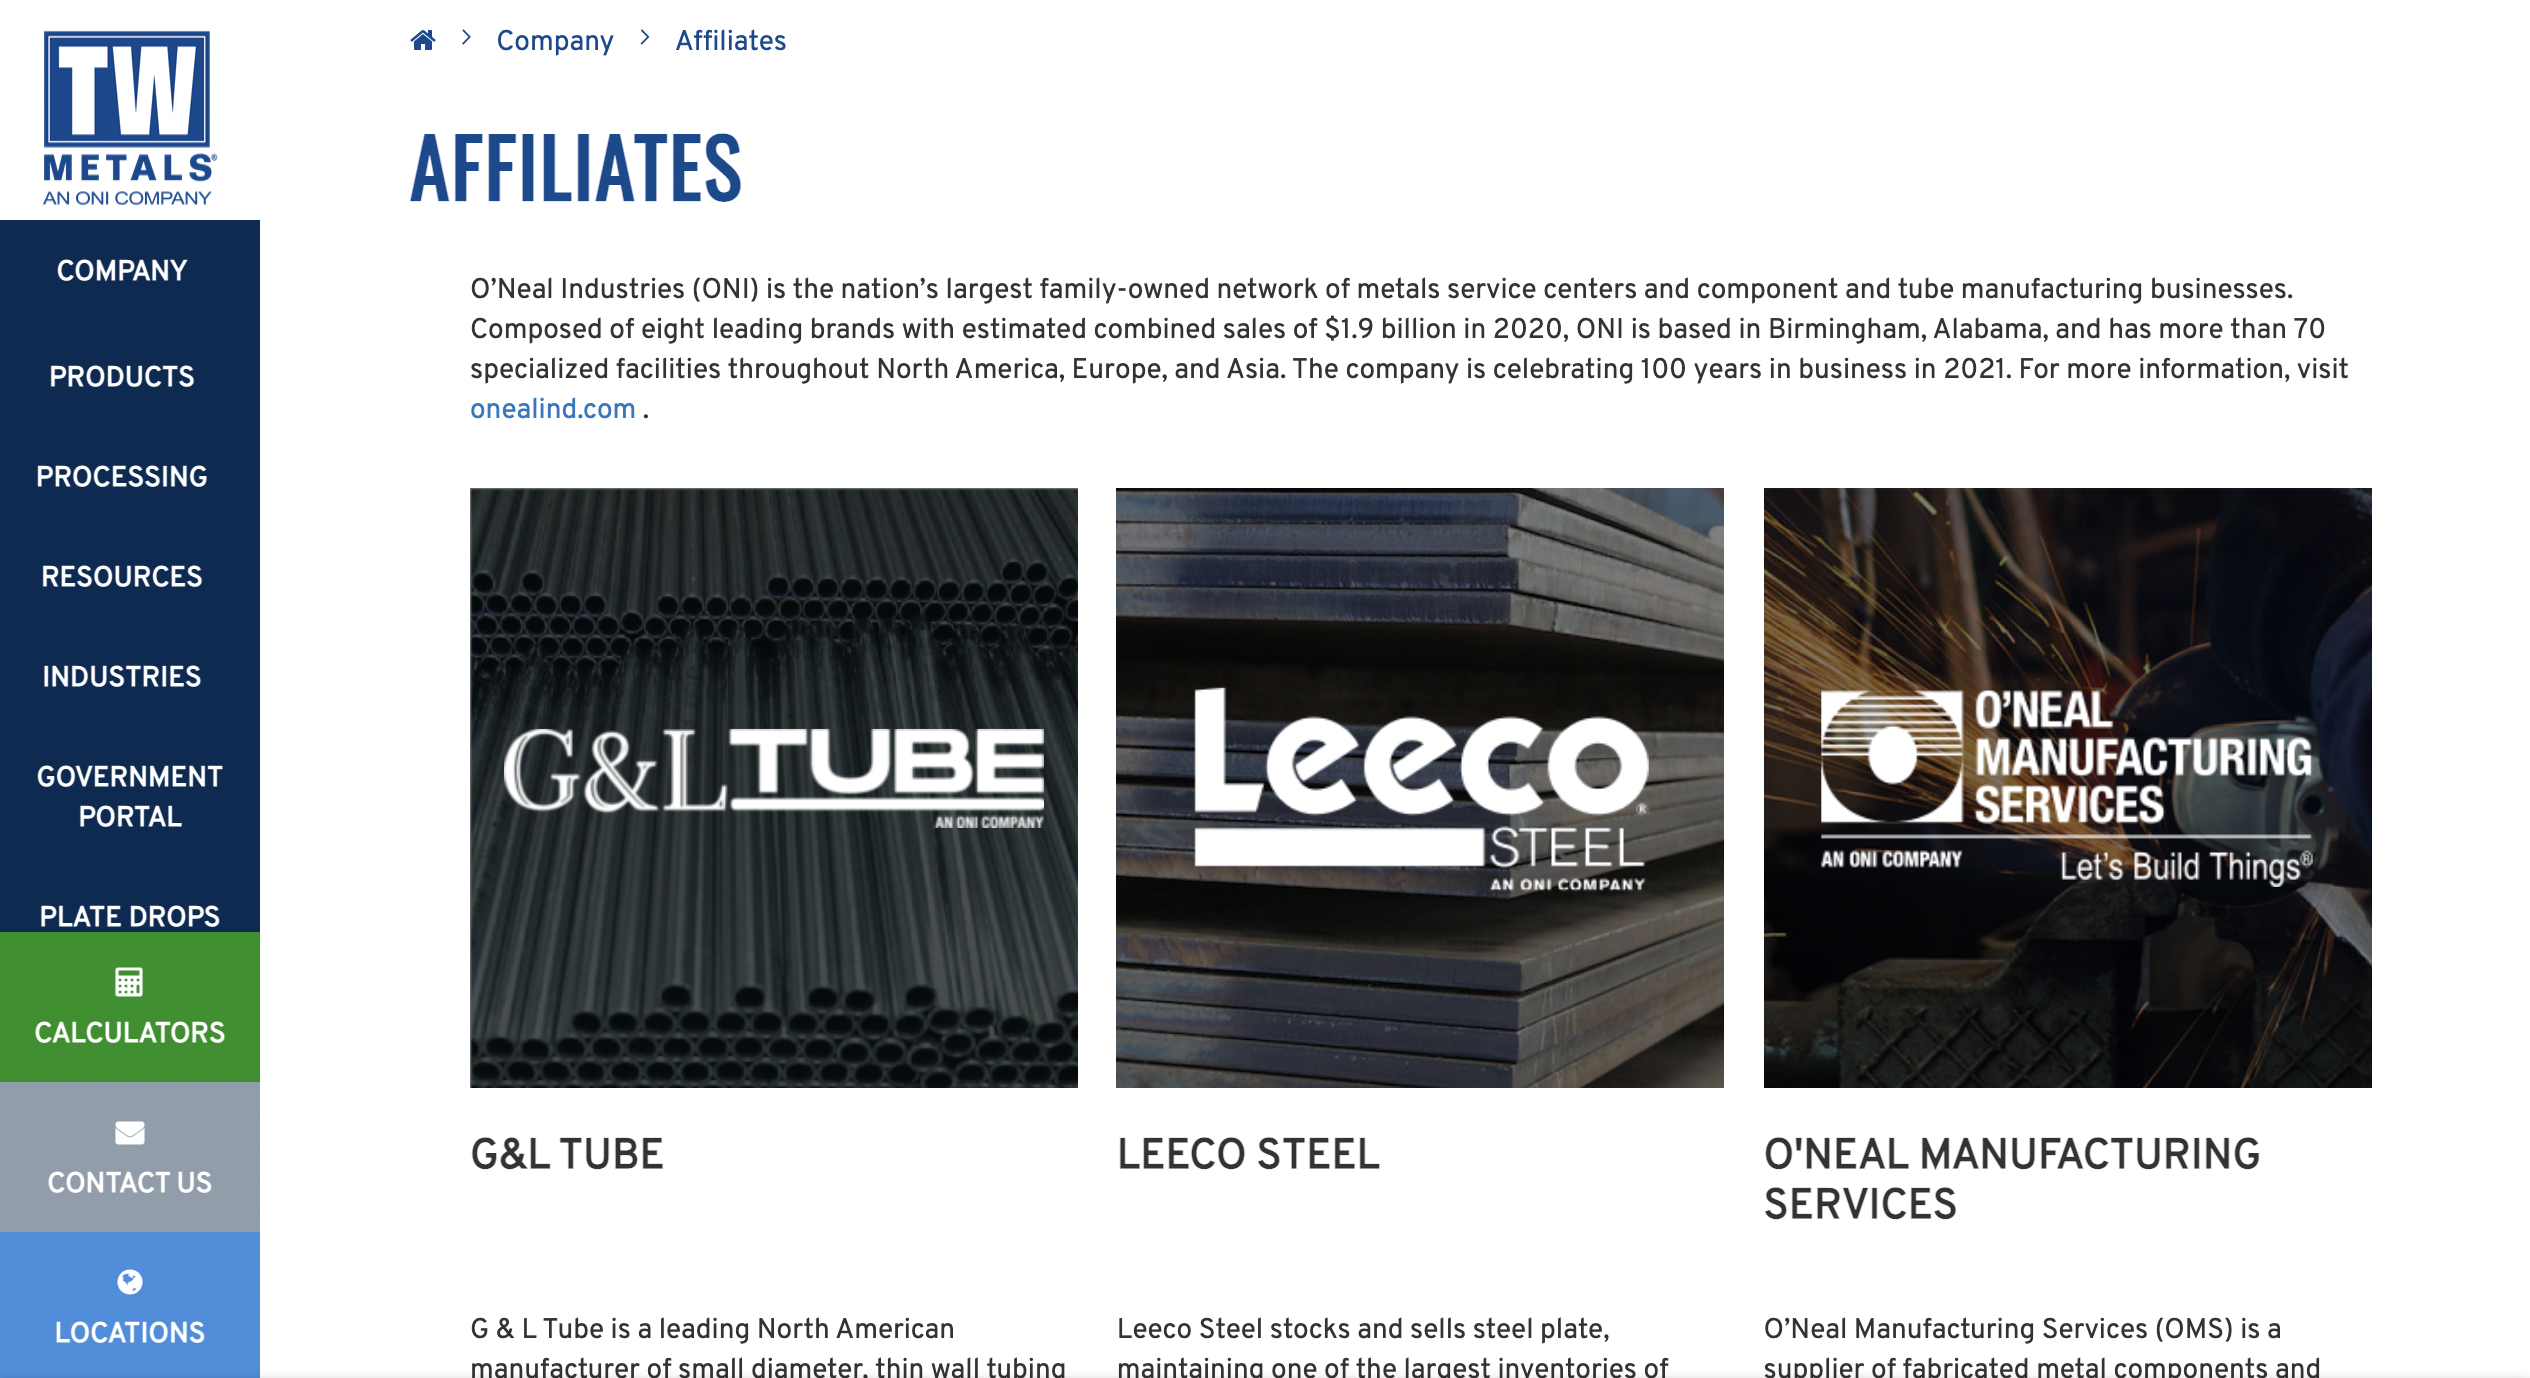 TW
METALS®
AN ONI COMPANY
COMPANY
PRODUCTS
PROCESSING
RESOURCES
INDUSTRIES
GOVERNMENT
PORTAL
PLATE DROPS
CALCULATORS
CONTACT US
LOCATIONS
Company
Affiliates
AFFILIATES
O’Neal Industries (ONI) is the nation’s largest family-owned network of metals service centers and component and tube manufacturing businesses.
Composed of eight leading brands with estimated combined sales of $1.9 billion in 2020, ONI is based in Birmingham, Alabama, and has more than 70
specialized facilities throughout North America, Europe, and Asia. The company is celebrating 100 years in business in 2021. For more information, visit
onealind.com .
G&L TUBE
AN ONI COMPANY
Leeco®
STEEL
AN ONI COMPANY
O’NEAL
MANUFACTURING
SERVICES
AN ONI COMPANY
Let’s Build Things®
G&L TUBE
LEECO STEEL
O'NEAL MANUFACTURING
SERVICES
G & L Tube is a leading North American
manufacturer of small diameter, thin wall tubing
Leeco Steel stocks and sells steel plate,
maintaining one of the largest inventories of
O’Neal Manufacturing Services (OMS) is a
supplier of fabricated metal components and